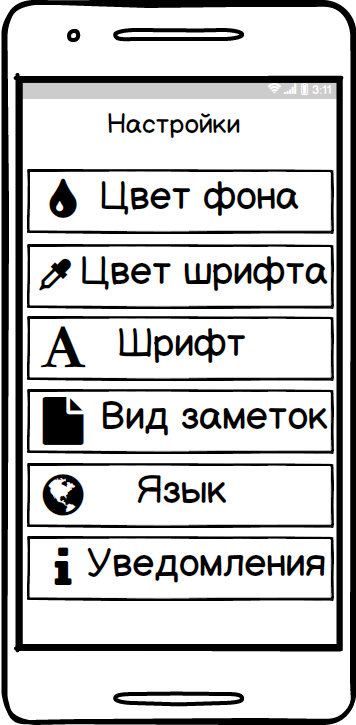 3:11
Настройки
Цвет фона
Цвет шрифта
Шрифт
Вид заметок
Язык
Уведомления